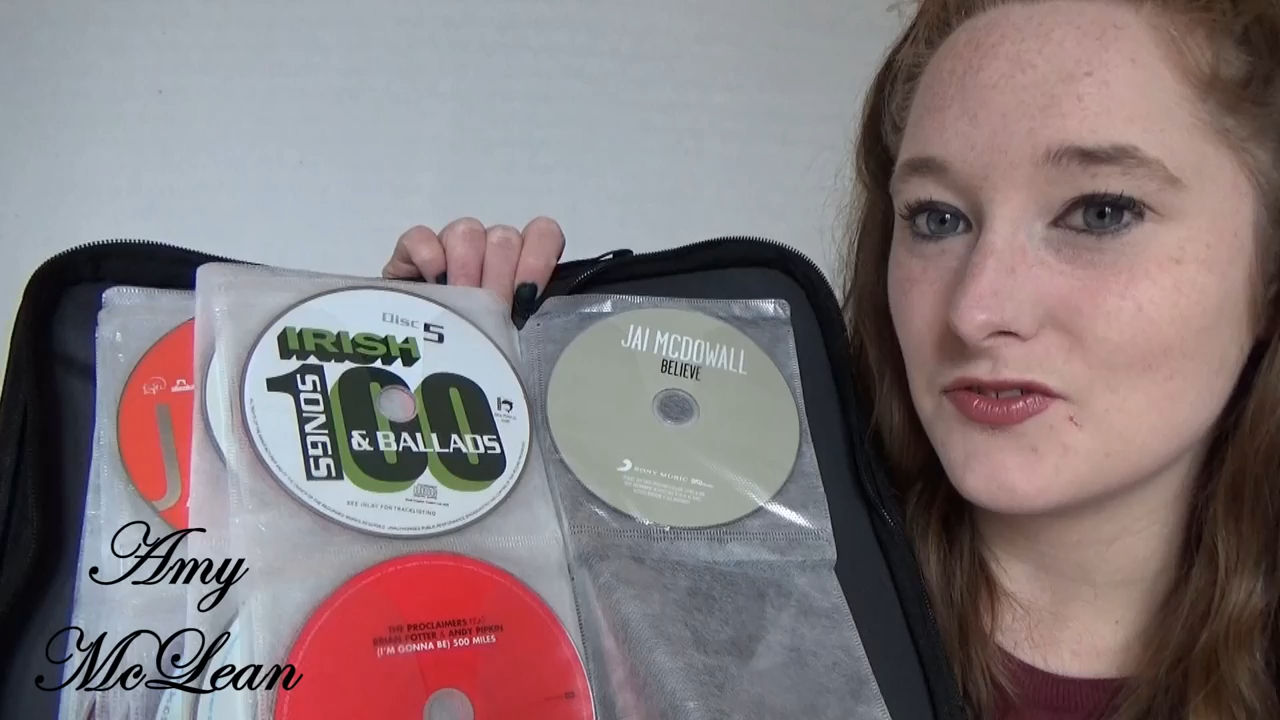 Disc 5
IRISH
100
SONGS
& BALLADS
SEE INLAY FOR TRACKLISTING
JAI MCDOWALL
BELIEVE
SONY MUSIC
THE PROCLAIMERS FEAT
BRIAN POTTER & ANDY PIPKIN
(I'M GONNA BE) 500 MILES
J
Amy
McLean